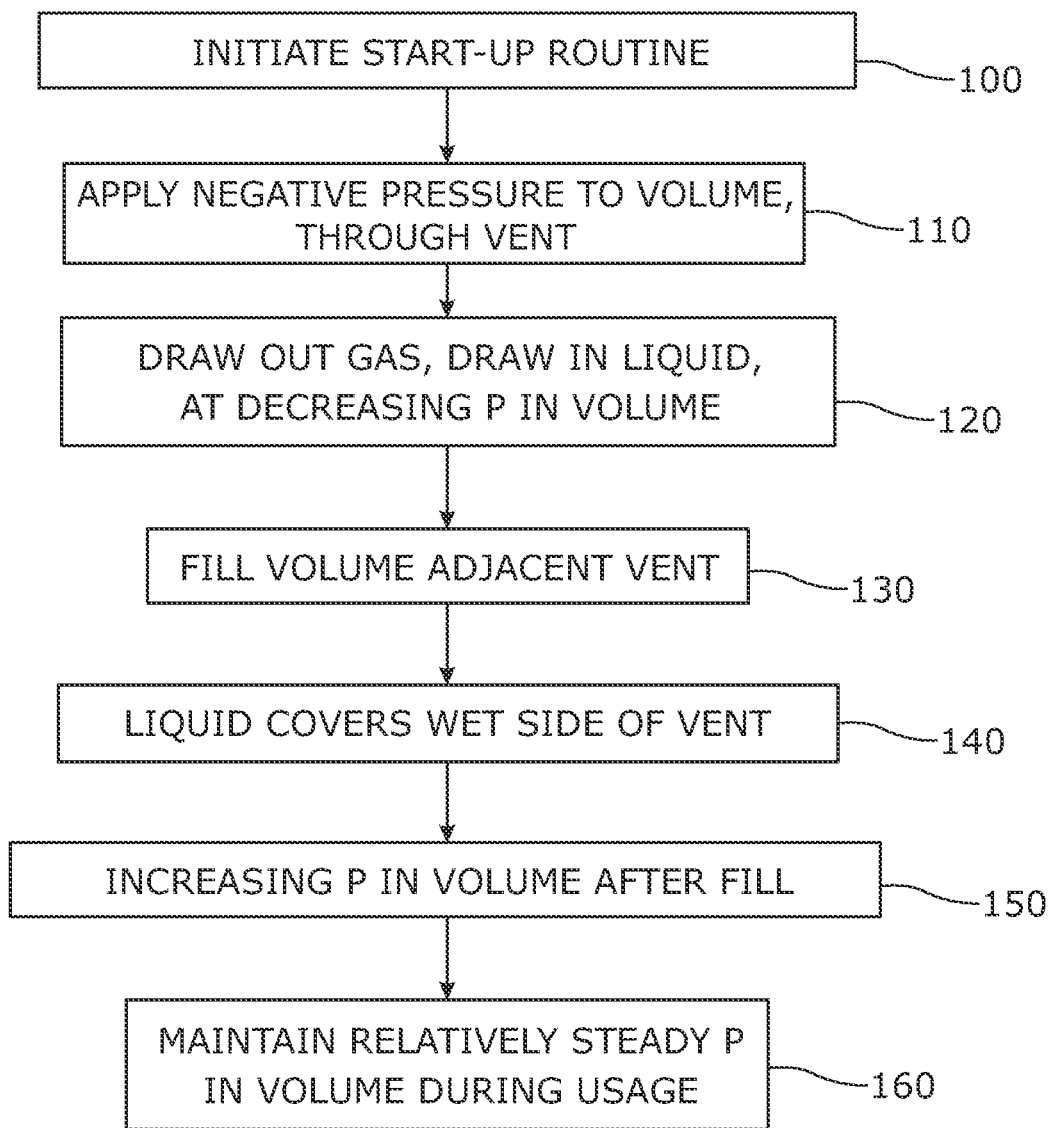 INITIATE START-UP ROUTINE
100
APPLY NEGATIVE PRESSURE TO VOLUME,
THROUGH VENT
110
DRAW OUT GAS, DRAW IN LIQUID,
AT DECREASING P IN VOLUME
120
FILL VOLUME ADJACENT VENT
130
LIQUID COVERS WET SIDE OF VENT
140
INCREASING P IN VOLUME AFTER FILL
150
MAINTAIN RELATIVELY STEADY P
IN VOLUME DURING USAGE
160